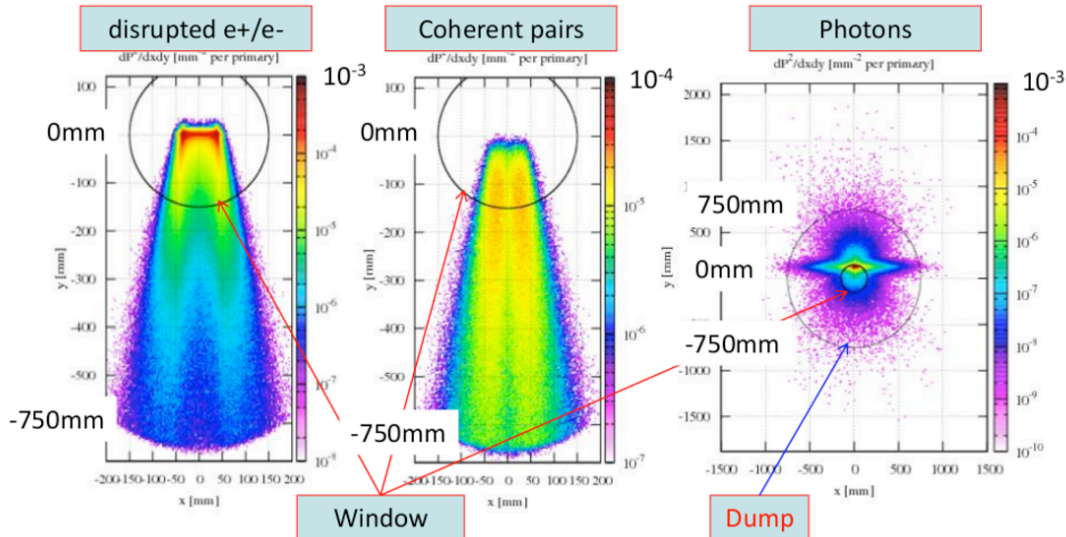 disrupted e+/e-
Coherent pairs
Photons
dP²/dxdy [mm⁻² per primary]
dP²/dxdy [mm⁻² per primary]
dP²/dxdy [mm⁻² per primary]
10⁻³
10⁻⁴
10⁻³
100
0mm
-100
-200
-300
-400
-500
-750mm
y [mm]
-200-150-100 -50 0 50 100 150 200
x [mm]
10⁻⁴
10⁻⁵
10⁻⁶
10⁻⁷
10⁻⁸
100
0mm
-100
-200
-300
-400
-750mm
y [mm]
-200-150-100 -50 0 50 100 150 200
x [mm]
10⁻⁵
10⁻⁶
10⁻⁷
2000
1500
750mm
500
0mm
-750mm
-1000
-1500
y [mm]
-1500 -1000 -500 0 500 1000 1500
x [mm]
10⁻⁴
10⁻⁵
10⁻⁶
10⁻⁷
10⁻⁸
10⁻⁹
10⁻¹⁰
Window
Dump